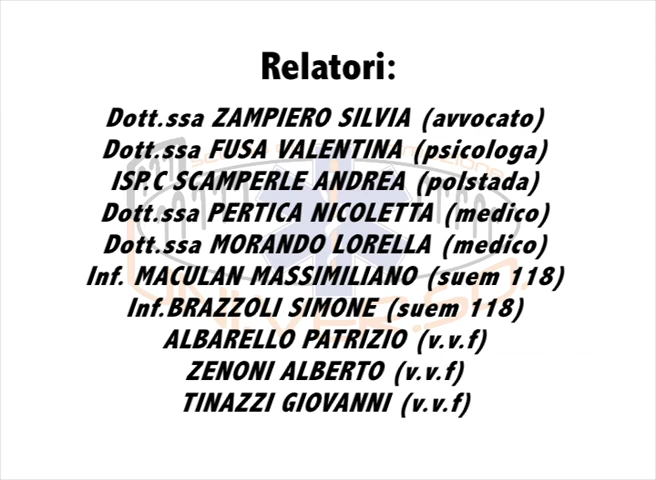 Relatori:
Dott.ssa ZAMPIERO SILVIA (avvocato)
Dott.ssa FUSA VALENTINA (psicologa)
ISP.C SCAMPERLE ANDREA (polstada)
Dott.ssa PERTICA NICOLETTA (medico)
Dott.ssa MORANDO LORELLA (medico)
Inf. MACULAN MASSIMILIANO (suem 118)
Inf.BRAZZOLI SIMONE (suem 118)
ALBARELLO PATRIZIO (v.v.f)
ZENONI ALBERTO (v.v.f)
TINAZZI GIOVANNI (v.v.f)